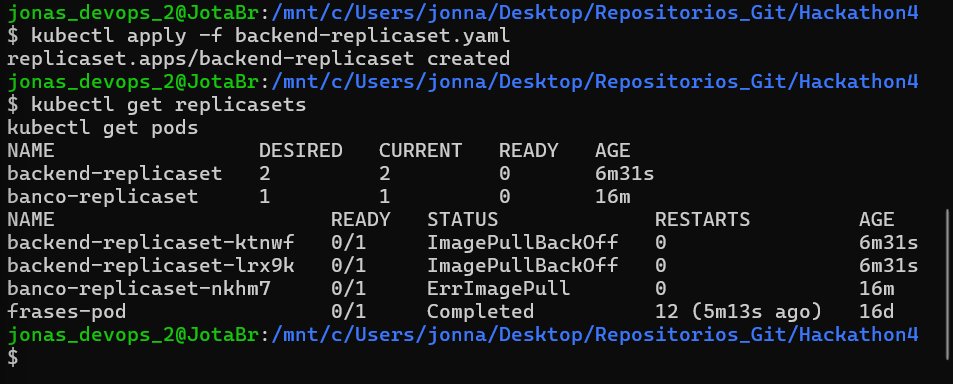 jonas_devops_2@JotaBr:/mnt/c/Users/jonna/Desktop/Repositorios_Git/Hackathon4
$ kubectl apply -f backend-replicaset.yaml
replicaset.apps/backend-replicaset created
jonas_devops_2@JotaBr:/mnt/c/Users/jonna/Desktop/Repositorios_Git/Hackathon4
$ kubectl get replicasets
kubectl get pods
NAME                 DESIRED   CURRENT   READY   AGE
backend-replicaset   2         2         0       6m31s
banco-replicaset     1         1         0       16m
NAME                       READY   STATUS             RESTARTS         AGE
backend-replicaset-ktnwf   0/1     ImagePullBackOff   0                6m31s
backend-replicaset-lrx9k   0/1     ImagePullBackOff   0                6m31s
banco-replicaset-nkhm7     0/1     ErrImagePull       0                16m
frases-pod                 0/1     Completed          12 (5m13s ago)   16d
jonas_devops_2@JotaBr:/mnt/c/Users/jonna/Desktop/Repositorios_Git/Hackathon4
$